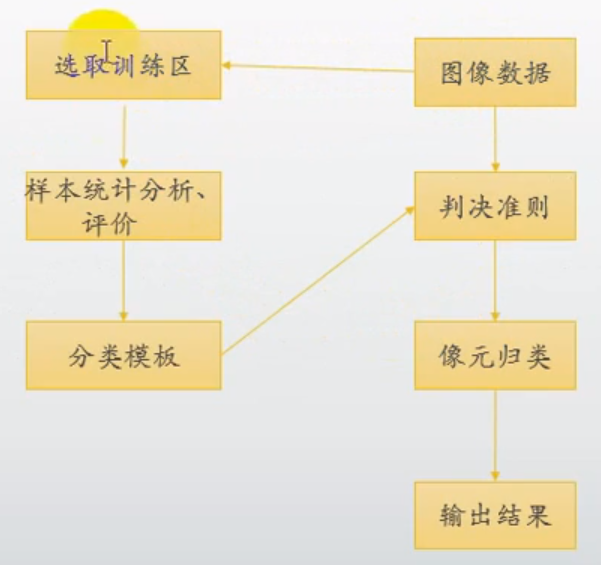 选取训练区
图像数据
样本统计分析、
评价
判决准则
分类模板
像元归类
输出结果